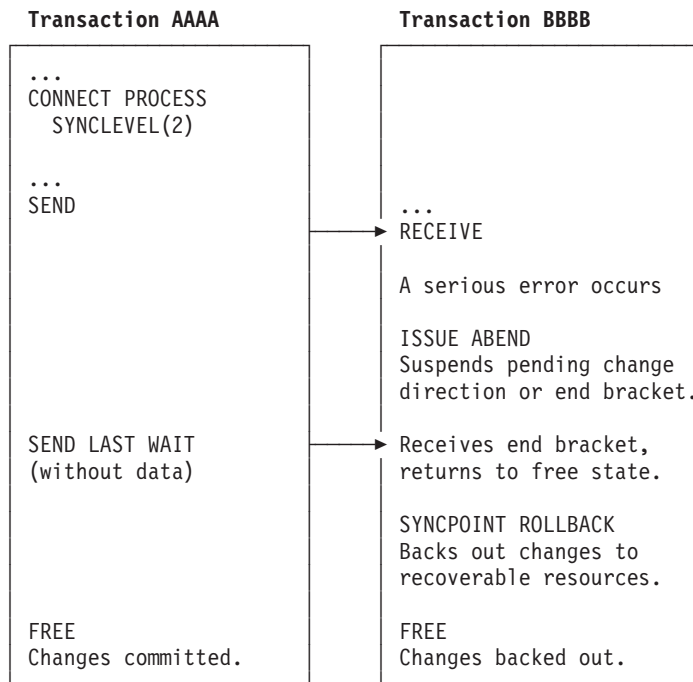 Transaction AAAA
...
CONNECT PROCESS
SYNCLEVEL(2)
...
SEND
SEND LAST WAIT
(without data)
FREE
Changes committed.
Transaction BBBB
...
RECEIVE
A serious error occurs
ISSUE ABEND
Suspends pending change
direction or end bracket.
Receives end bracket,
returns to free state.
SYNCPOINT ROLLBACK
Backs out changes to
recoverable resources.
FREE
Changes backed out.